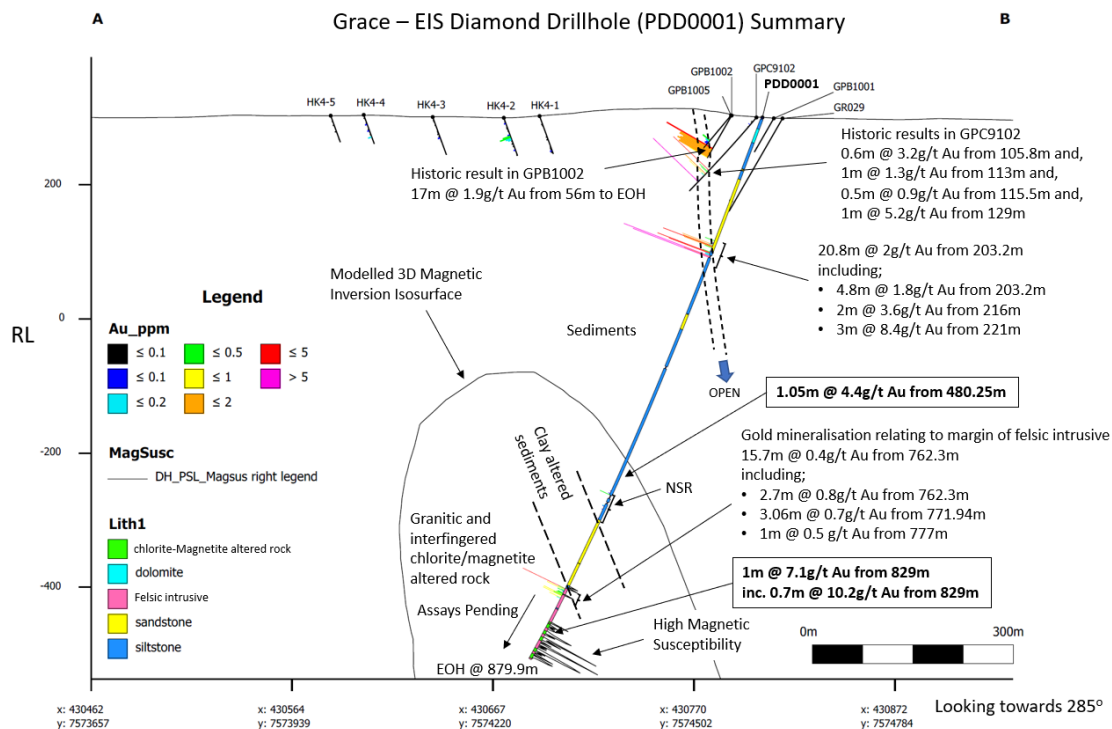 A
Grace – EIS Diamond Drillhole (PDD0001) Summary
B
GPB1002
GPC9102
PDD0001
GPB1005
GPB1001
GR029
HK4-5
HK4-4
HK4-3
HK4-2
HK4-1
Historic result in GPB1002
17m @ 1.9g/t Au from 56m to EOH
Historic results in GPC9102
0.6m @ 3.2g/t Au from 105.8m and,
1m @ 1.3g/t Au from 113m and,
0.5m @ 0.9g/t Au from 115.5m and,
1m @ 5.2g/t Au from 129m
200
20.8m @ 2g/t Au from 203.2m
including;
• 4.8m @ 1.8g/t Au from 203.2m
• 2m @ 3.6g/t Au from 216m
• 3m @ 8.4g/t Au from 221m
Modelled 3D Magnetic
Inversion Isosurface
Legend
RL
0
Sediments
Au_ppm
≤ 0.1
≤ 0.5
≤ 5
≤ 0.1
≤ 1
> 5
≤ 0.2
≤ 2
OPEN
1.05m @ 4.4g/t Au from 480.25m
-200
MagSusc
DH_PSL_Magsus right legend
Gold mineralisation relating to margin of felsic intrusive
15.7m @ 0.4g/t Au from 762.3m
including;
• 2.7m @ 0.8g/t Au from 762.3m
• 3.06m @ 0.7g/t Au from 771.94m
• 1m @ 0.5 g/t Au from 777m
Clay altered
sediments
NSR
Lith1
chlorite-Magnetite altered rock
dolomite
Felsic intrusive
sandstone
siltstone
Granitic and
interfingered
chlorite/magnetite
altered rock
-400
1m @ 7.1g/t Au from 829m
inc. 0.7m @ 10.2g/t Au from 829m
Assays Pending
High Magnetic
Susceptibility
EOH @ 879.9m
0m
300m
x: 430462
y: 7573657
x: 430564
y: 7573939
x: 430667
y: 7574220
x: 430770
y: 7574502
x: 430872
y: 7574784
Looking towards 285°